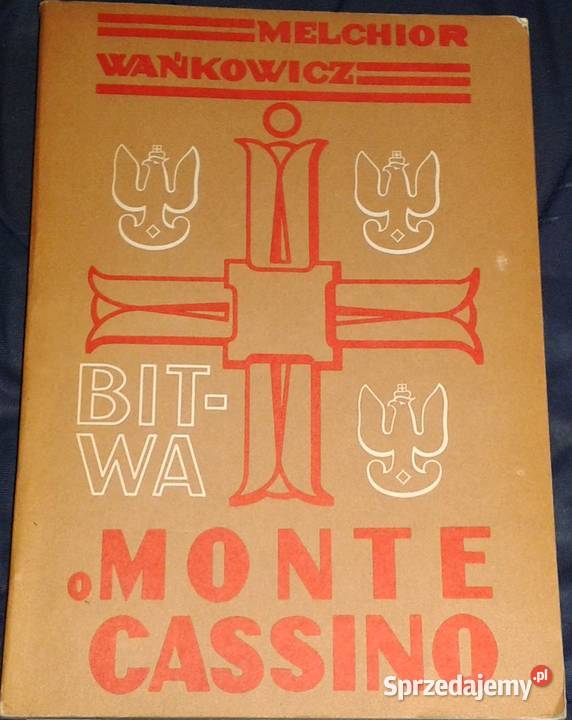 MELCHIOR
WAŃKOWICZ
BIT-
WA
O MONTE
CASSINO
Sprzedajemy.pl